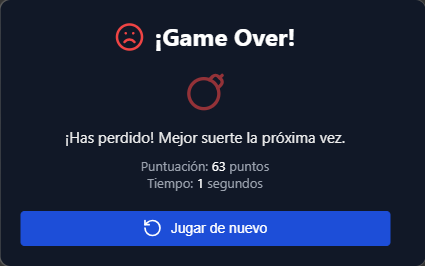 ¡Game Over!
¡Has perdido! Mejor suerte la próxima vez.
Puntuación: 63 puntos
Tiempo: 1 segundos
Jugar de nuevo